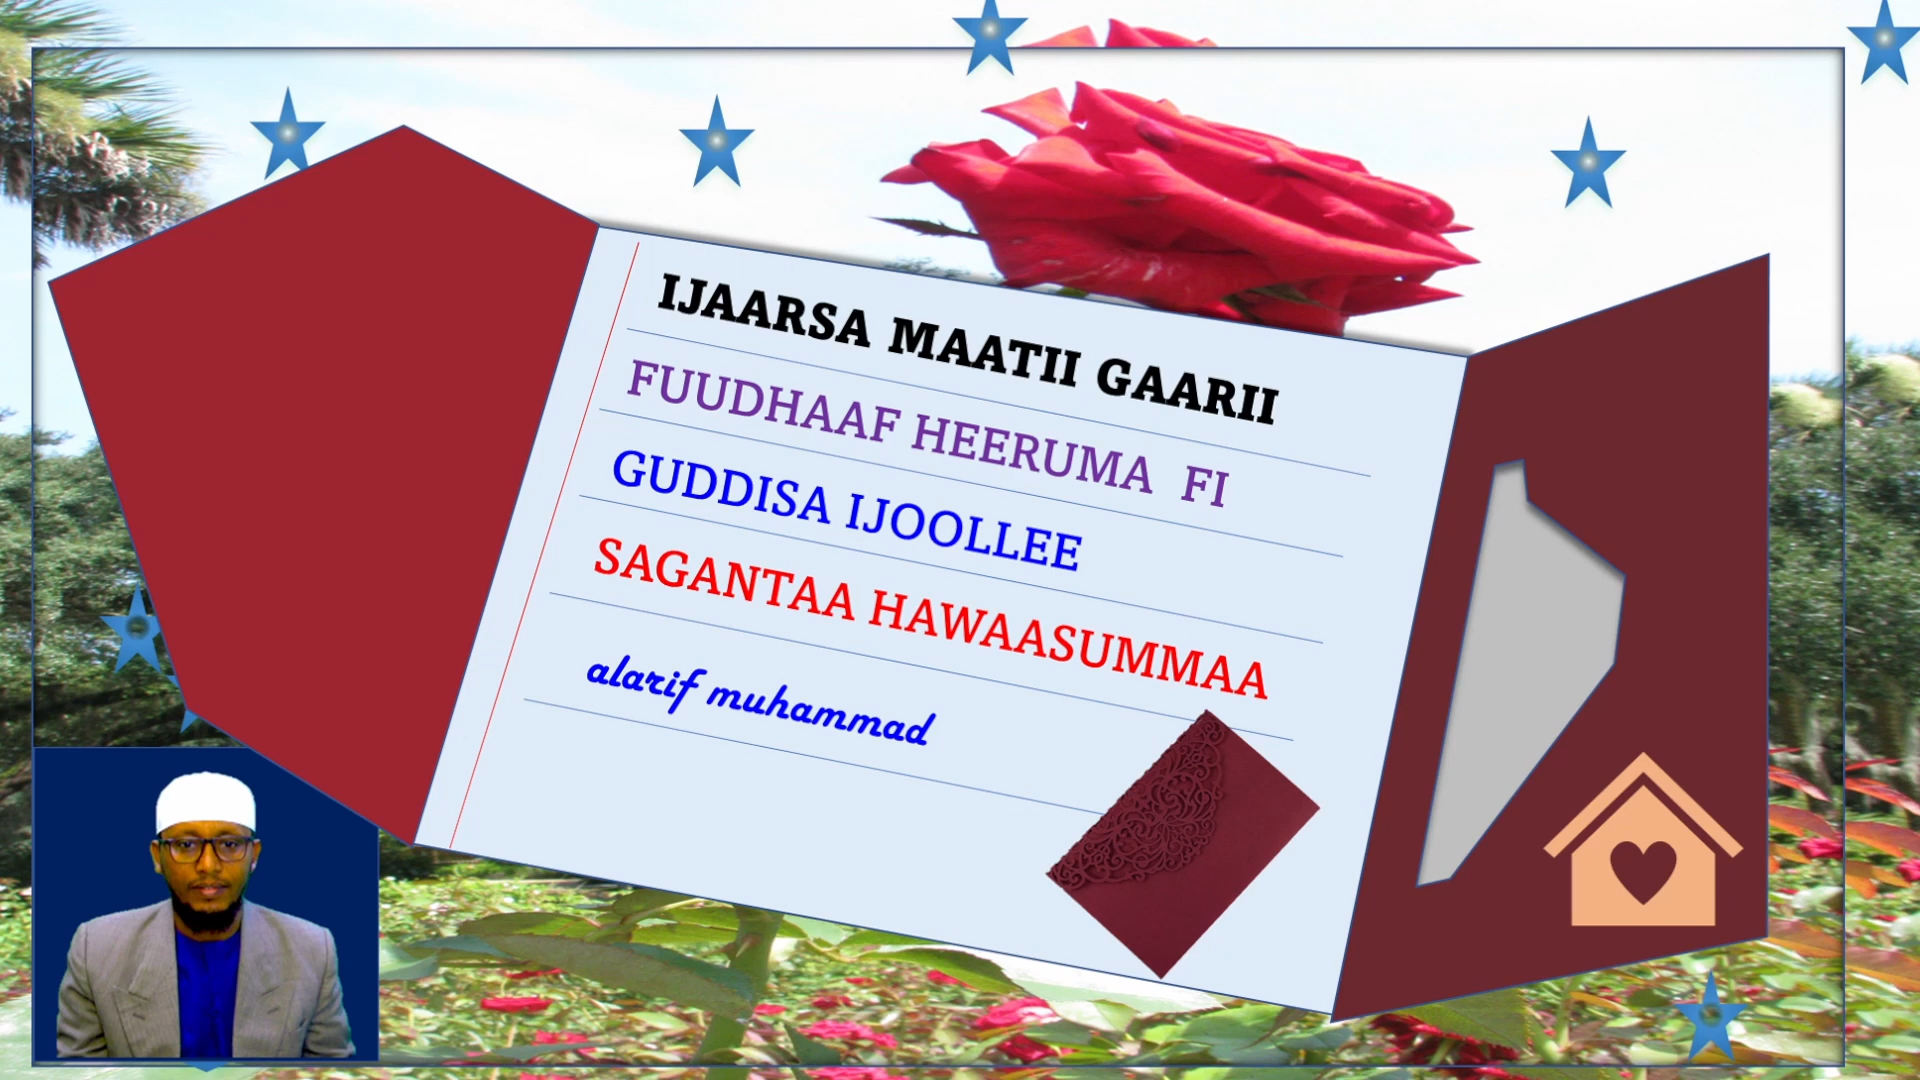 IJAARSA MAATII GAARII
FUUDHAAF HEERUMA FI
GUDDISA IJOOLLEE
SAGANTAA HAWAASUMMAA
alarif muhammad